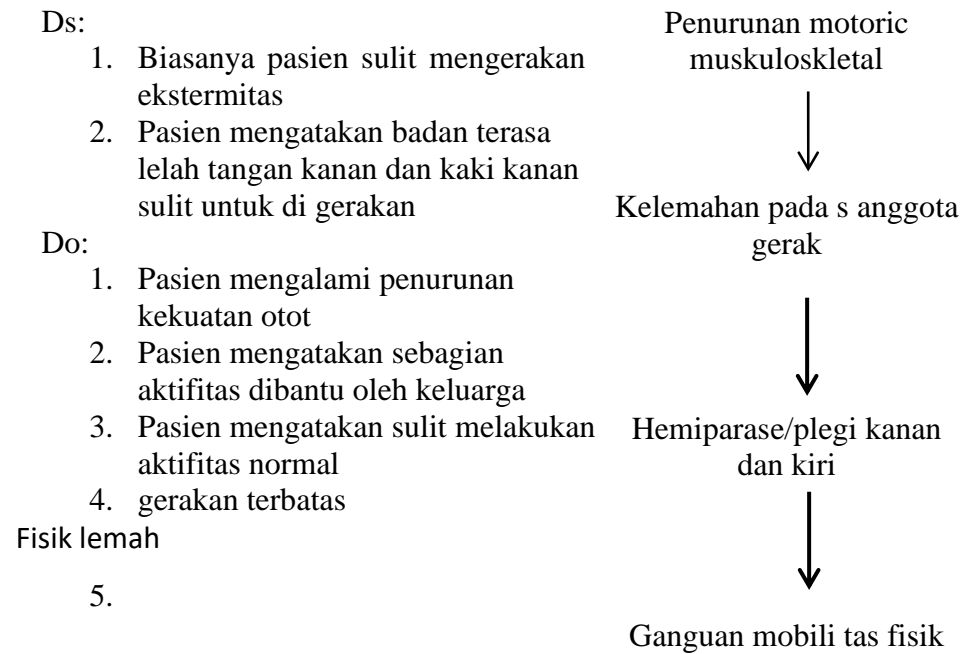 Ds:
1. Biasanya pasien sulit mengerakan
ekstermitas
2. Pasien mengatakan badan terasa
lelah tangan kanan dan kaki kanan
sulit untuk di gerakan
Do:
1. Pasien mengalami penurunan
kekuatan otot
2. Pasien mengatakan sebagian
aktifitas dibantu oleh keluarga
3. Pasien mengatakan sulit melakukan
aktifitas normal
4. gerakan terbatas
Fisik lemah
5.
Penurunan motoric
muskuloskletal
Kelemahan pada s anggota
gerak
Hemiparase/plegi kanan
dan kiri
Ganguan mobili tas fisik